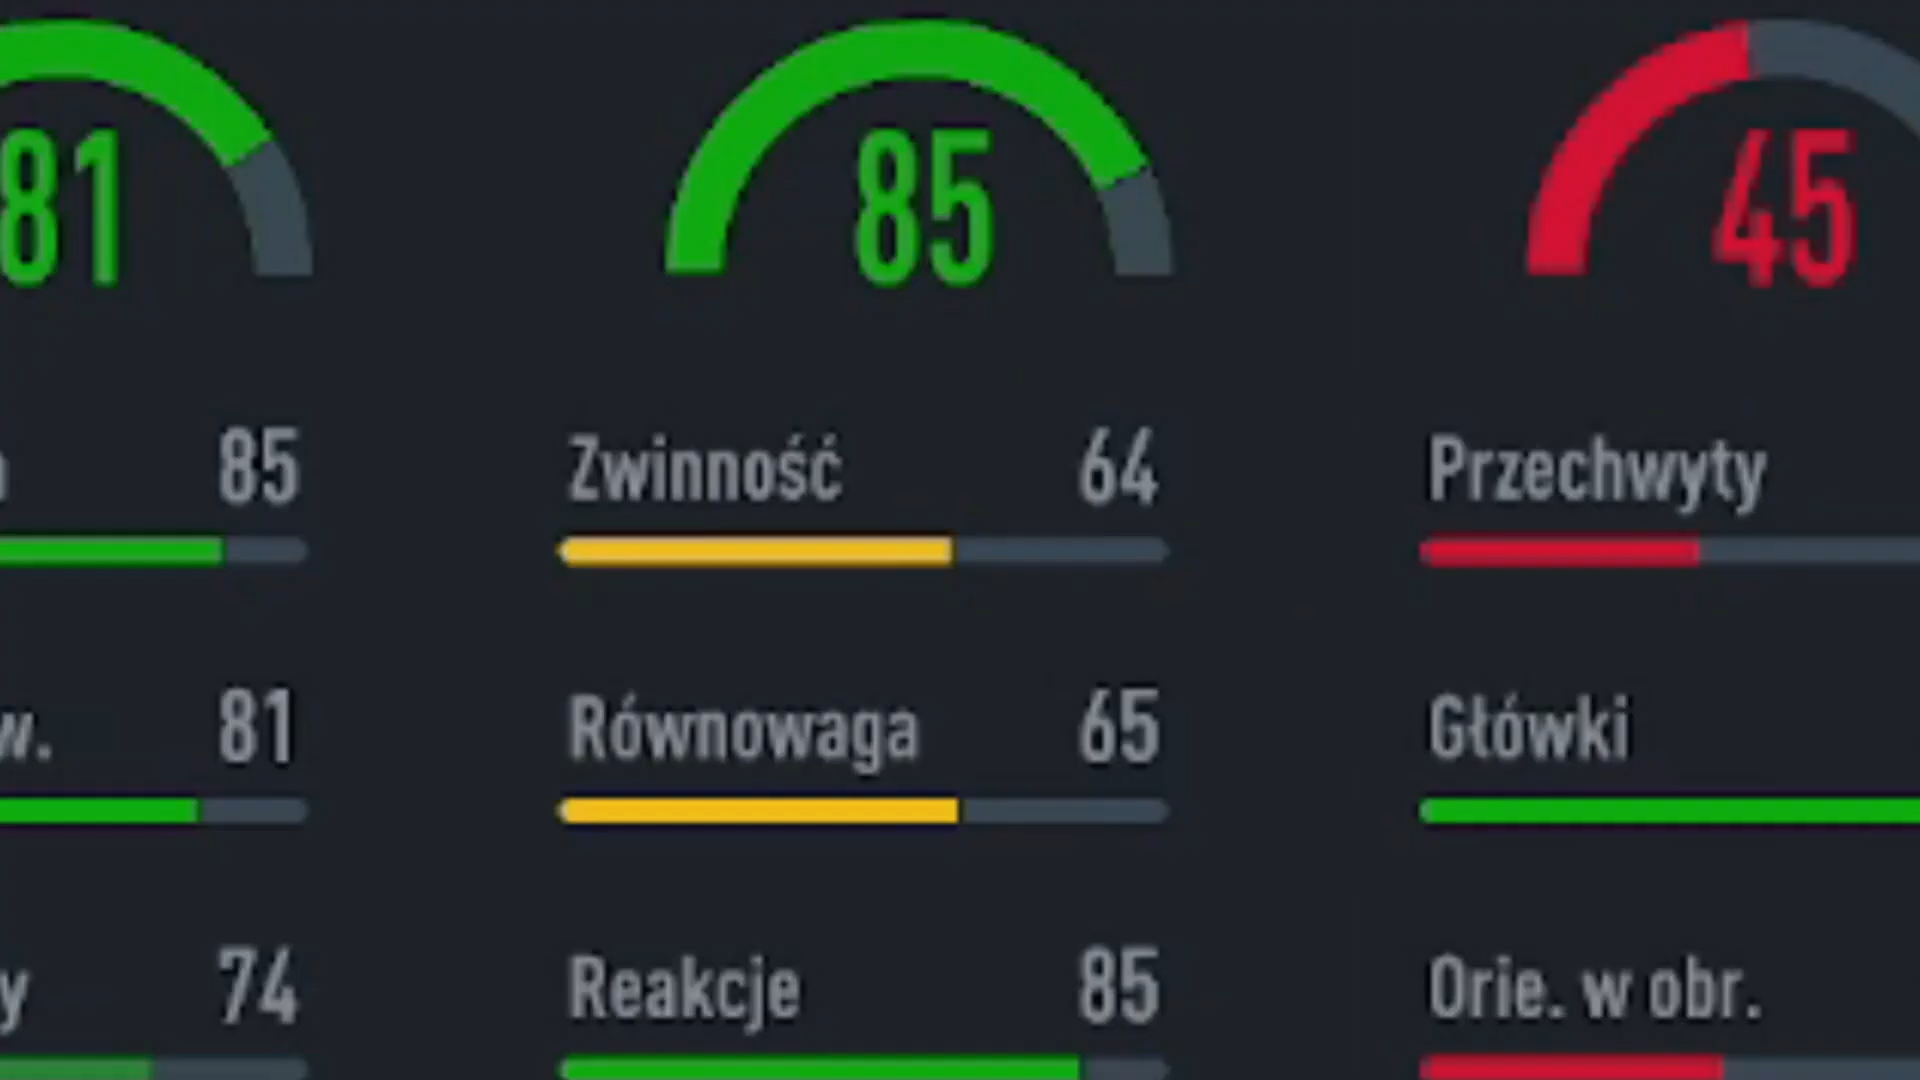 81 85 45
85 Zwinność 64 Przechwyty
w. 81 Równowaga 65 Główki
y 74 Reakcje 85 Orie. w obr.